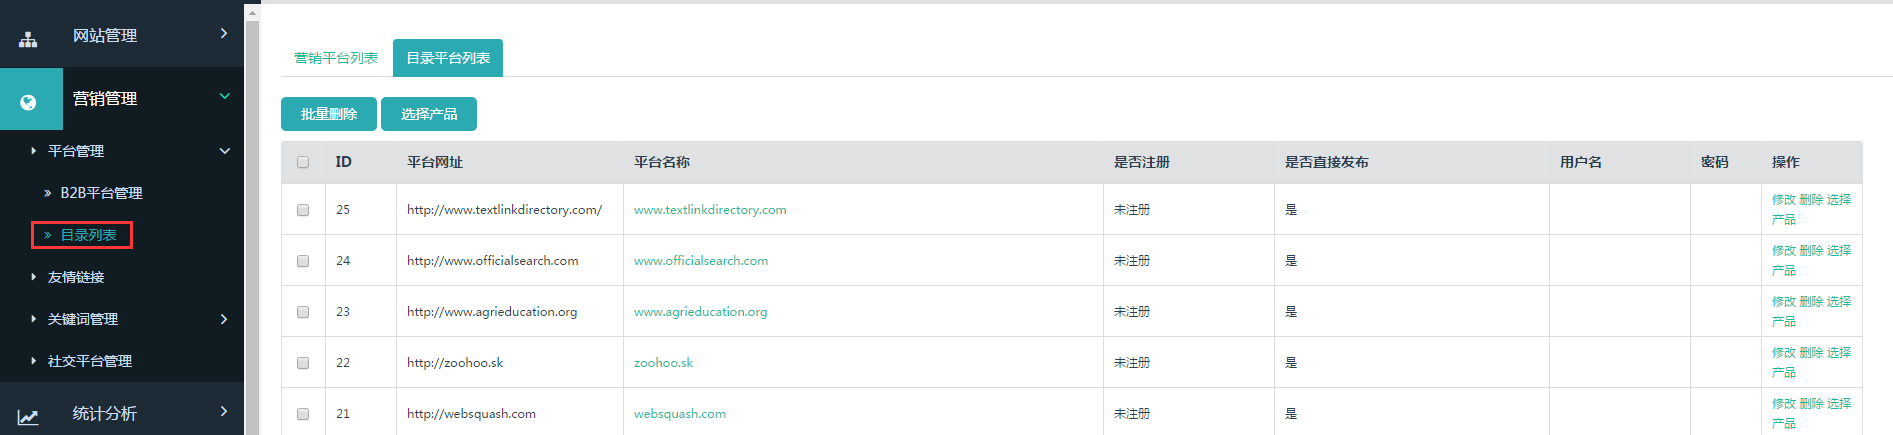 网站管理
营销管理
平台管理
B2B平台管理
目录列表
友情链接
关键词管理
社交平台管理
统计分析
营销平台列表 目录平台列表
批量删除 选择产品
ID 平台网址 平台名称 是否注册 是否直接发布 用户名 密码 操作
25 http://www.textlinkdirectory.com/ www.textlinkdirectory.com 未注册 是 修改 删除 选择
产品
24 http://www.officialsearch.com www.officialsearch.com 未注册 是 修改 删除 选择
产品
23 http://www.agrieducation.org www.agrieducation.org 未注册 是 修改 删除 选择
产品
22 http://zoohoo.sk zoohoo.sk 未注册 是 修改 删除 选择
产品
21 http://websquash.com websquash.com 未注册 是 修改 删除 选择
产品